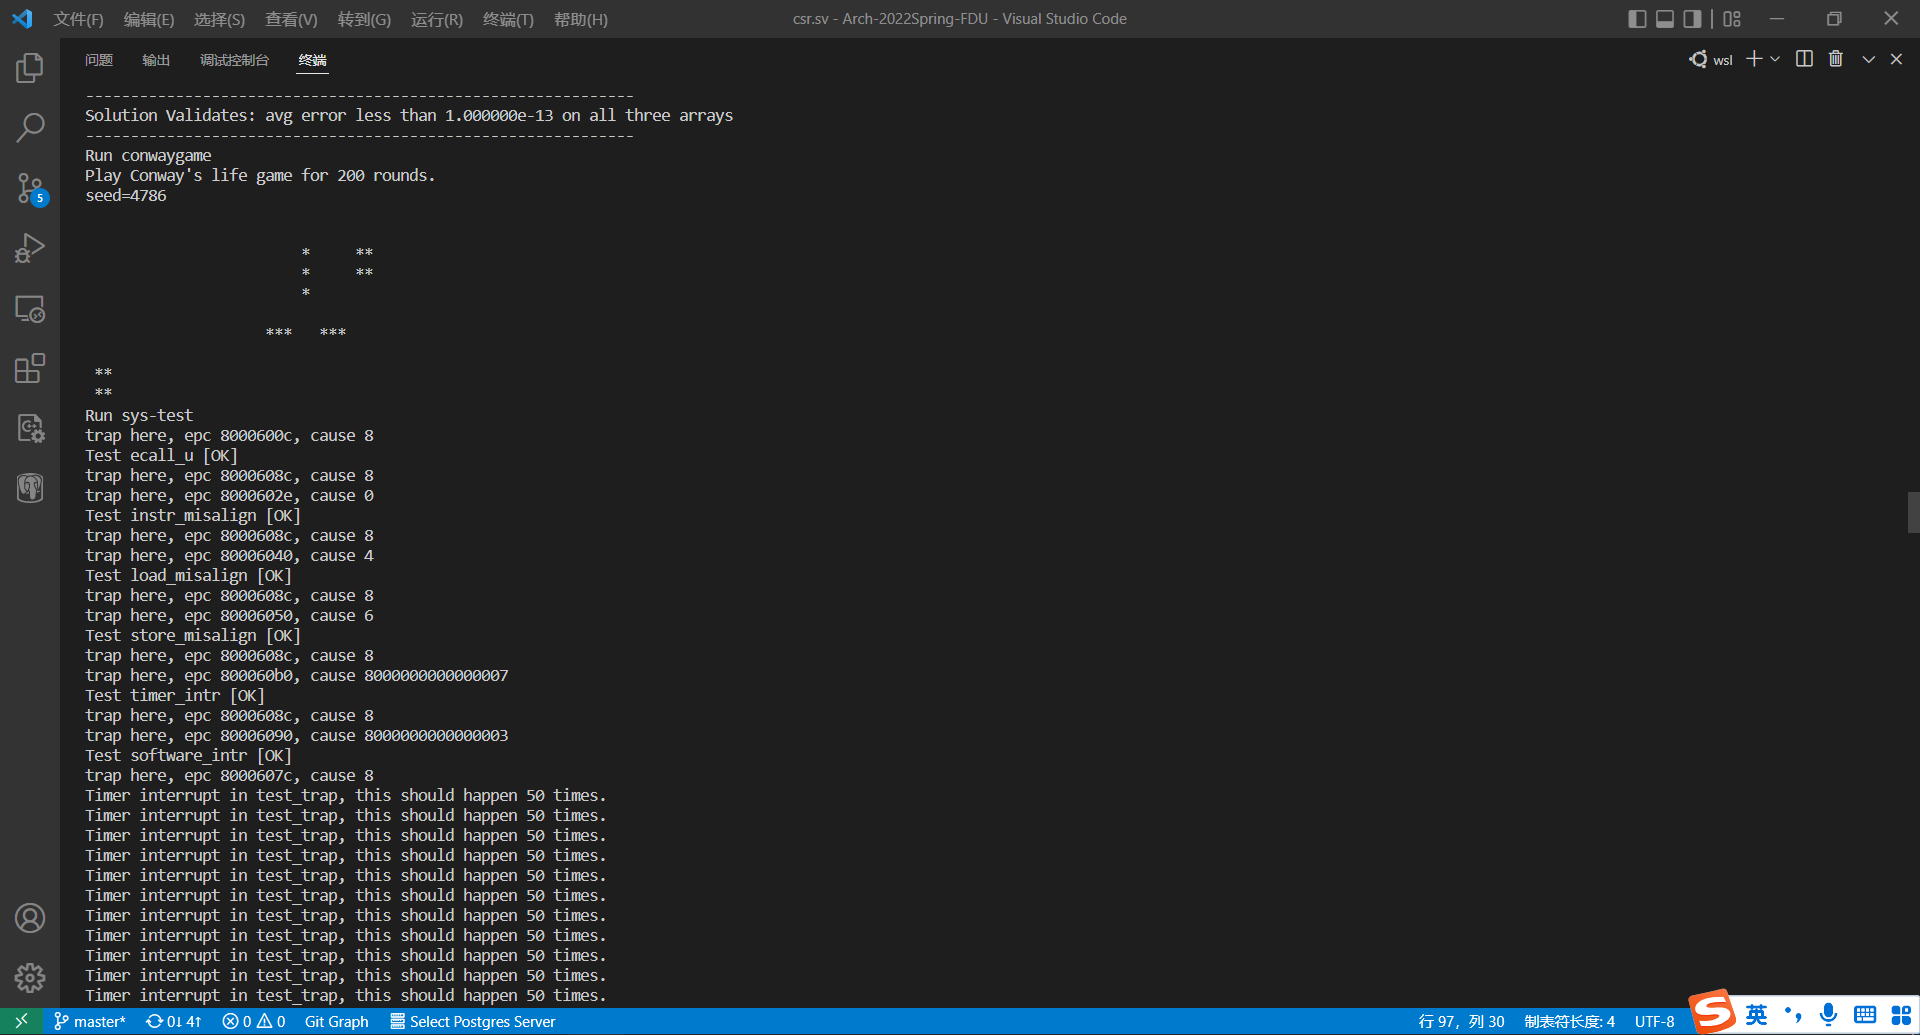 文件(F) 编辑(E) 选择(S) 查看(V) 转到(G) 运行(R) 终端(T) 帮助(H) csr.sv - Arch-2022Spring-FDU - Visual Studio Code
问题 输出 调试控制台 终端 wsl
-------------------------------------------------------------
Solution Validates: avg error less than 1.000000e-13 on all three arrays
-------------------------------------------------------------
Run conwaygame
Play Conway's life game for 200 rounds.
seed=4786
* **
* **
*
*** ***
**
**
Run sys-test
trap here, epc 8000600c, cause 8
Test ecall_u [OK]
trap here, epc 8000608c, cause 8
trap here, epc 8000602e, cause 0
Test instr_misalign [OK]
trap here, epc 8000608c, cause 8
trap here, epc 80006040, cause 4
Test load_misalign [OK]
trap here, epc 8000608c, cause 8
trap here, epc 80006050, cause 6
Test store_misalign [OK]
trap here, epc 8000608c, cause 8
trap here, epc 800060b0, cause 8000000000000007
Test timer_intr [OK]
trap here, epc 8000608c, cause 8
trap here, epc 80006090, cause 8000000000000003
Test software_intr [OK]
trap here, epc 8000607c, cause 8
Timer interrupt in test_trap, this should happen 50 times.
Timer interrupt in test_trap, this should happen 50 times.
Timer interrupt in test_trap, this should happen 50 times.
Timer interrupt in test_trap, this should happen 50 times.
Timer interrupt in test_trap, this should happen 50 times.
Timer interrupt in test_trap, this should happen 50 times.
Timer interrupt in test_trap, this should happen 50 times.
Timer interrupt in test_trap, this should happen 50 times.
Timer interrupt in test_trap, this should happen 50 times.
Timer interrupt in test_trap, this should happen 50 times.
Timer interrupt in test_trap, this should happen 50 times.
5
master* 0↓ 4↑ 0 0 Git Graph Select Postgres Server 行 97，列 30 制表符长度: 4 UTF-8 英